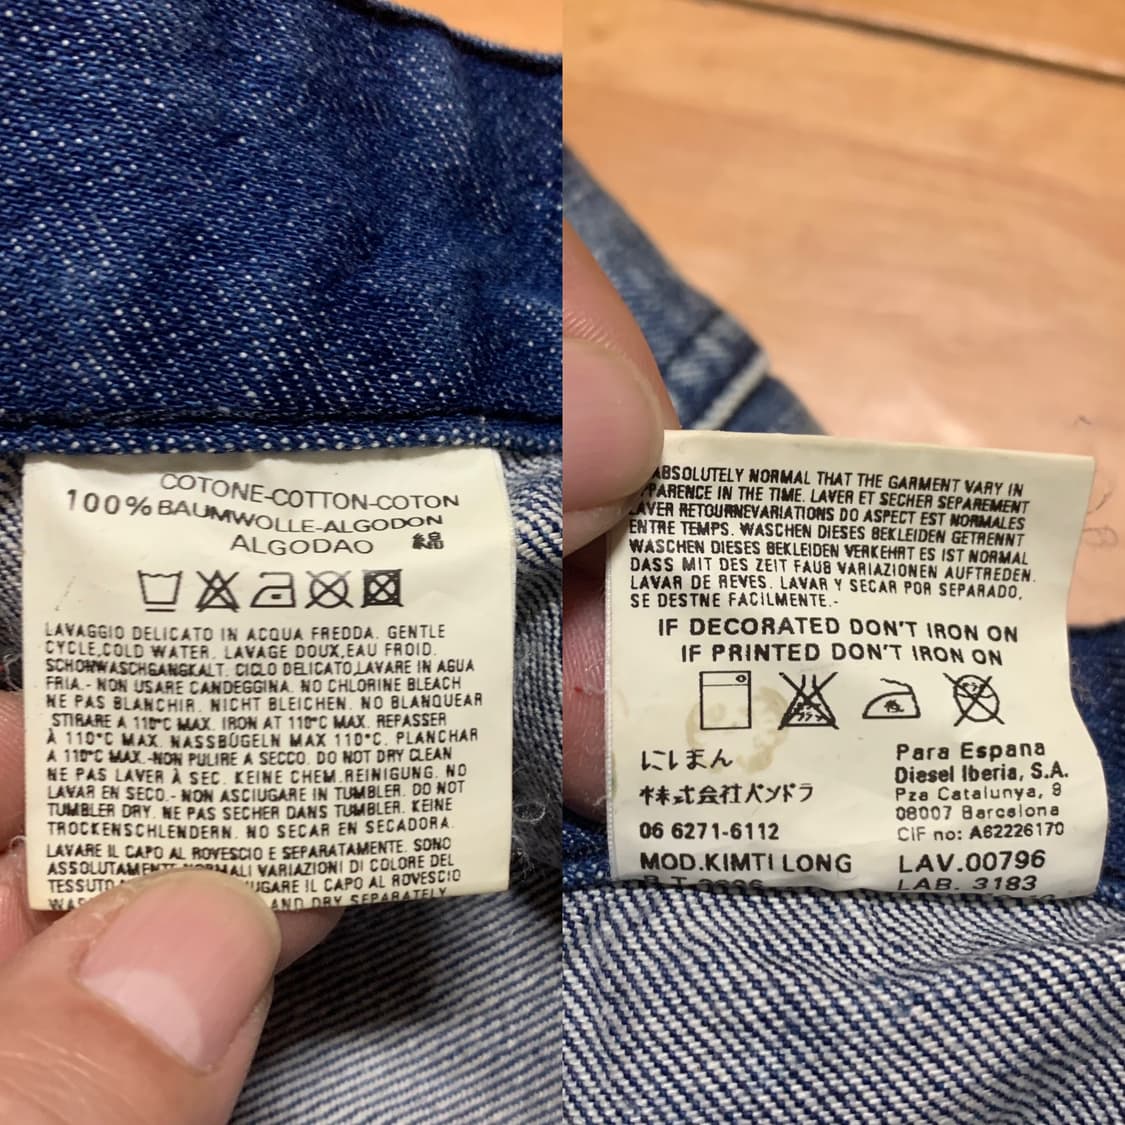 COTONE-COTTON-COTON
100% BAUMWOLLE-ALGODON
ALGODAO 綿
LAVAGGIO DELICATO IN ACQUA FREDDA. GENTLE
CYCLE,COLD WATER. LAVAGE DOUX,EAU FROID.
SCHONWASCHGANGKALT. CICLO DELICATO,LAVARE IN AGUA
FRIA.- NON USARE CANDEGGINA. NO CHLORINE BLEACH
NE PAS BLANCHIR. NICHT BLEICHEN. NO BLANQUEAR
STIRARE A 110°C MAX. IRON AT 110°C MAX. REPASSER
À 110°C MAX. NASSBÜGELN MAX 110°C. PLANCHAR
A 110°C MAX.-NON PULIRE A SECCO. DO NOT DRY CLEAN
NE PAS LAVER À SEC. KEINE CHEM.REINIGUNG. NO
LAVAR EN SECO.- NON ASCIUGARE IN TUMBLER. DO NOT
TUMBLER DRY. NE PAS SECHER DANS TUMBLER. KEINE
TROCKENSCHLENDERN. NO SECAR EN SECADORA.
LAVARE IL CAPO AL ROVESCIO E SEPARATAMENTE. SONO
ASSOLUTAMENTE NORMALI VARIAZIONI DI COLORE DEL
TESSUTO IL CAPO AL ROVESCIO
AND DRY SEPARATELY
ABSOLUTELY NORMAL THAT THE GARMENT VARY IN
APPARENCE IN THE TIME. LAVER ET SECHER SEPAREMENT
LAVER RETOURNEVARIATIONS DO ASPECT EST NORMALES
ENTRE TEMPS. WASCHEN DIESES BEKLEIDEN GETRENNT
WASCHEN DIESES BEKLEIDEN VERKEHRT ES IST NORMAL
DASS MIT DES ZEIT FAUB VARIAZIONEN AUFTREDEN.
LAVAR DE REVES. LAVAR Y SECAR POR SEPARADO.
SE DESTNE FACILMENTE.-
IF DECORATED DON'T IRON ON
IF PRINTED DON'T IRON ON
にしまん
株式会社パンドラ
06 6271-6112
MOD.KIMTI LONG
Para Espana
Diesel Iberia, S.A.
Pza Catalunya, 9
08007 Barcelona
CIF no: A62226170
LAV.00796
LAB. 3183